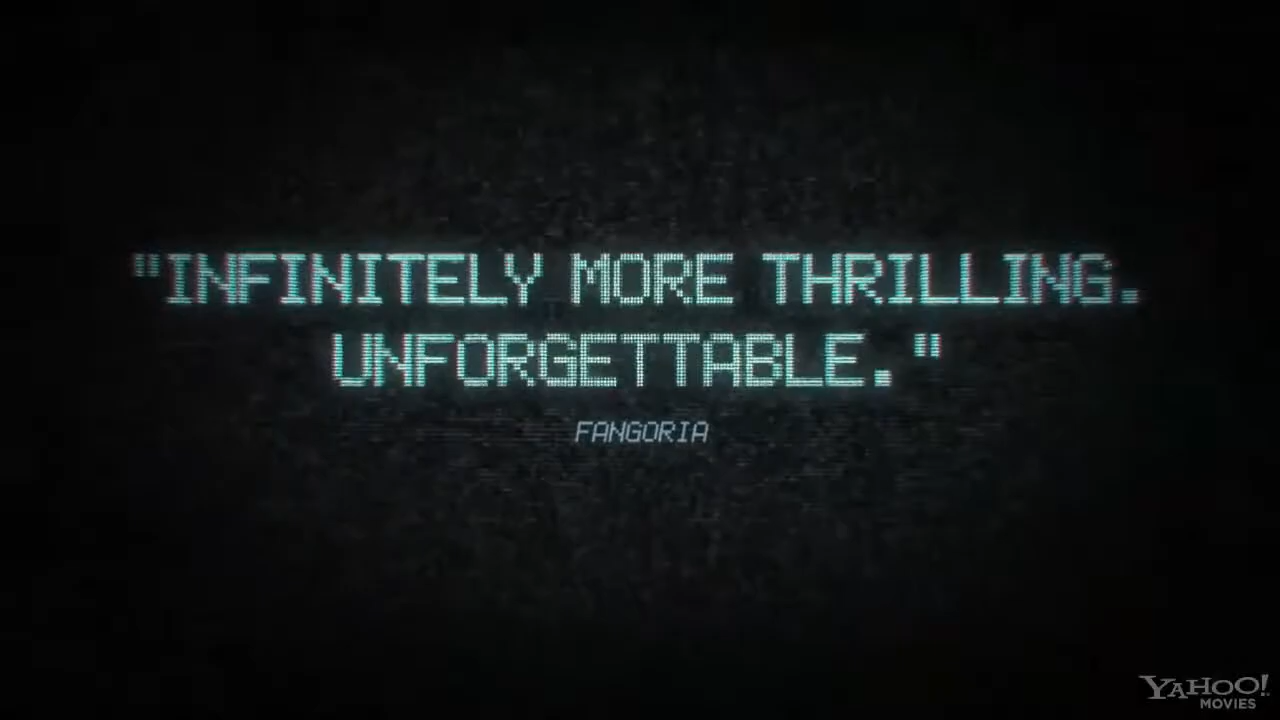 "INFINITELY MORE THRILLING.
UNFORGETTABLE."
FANGORIA
YAHOO!
MOVIES